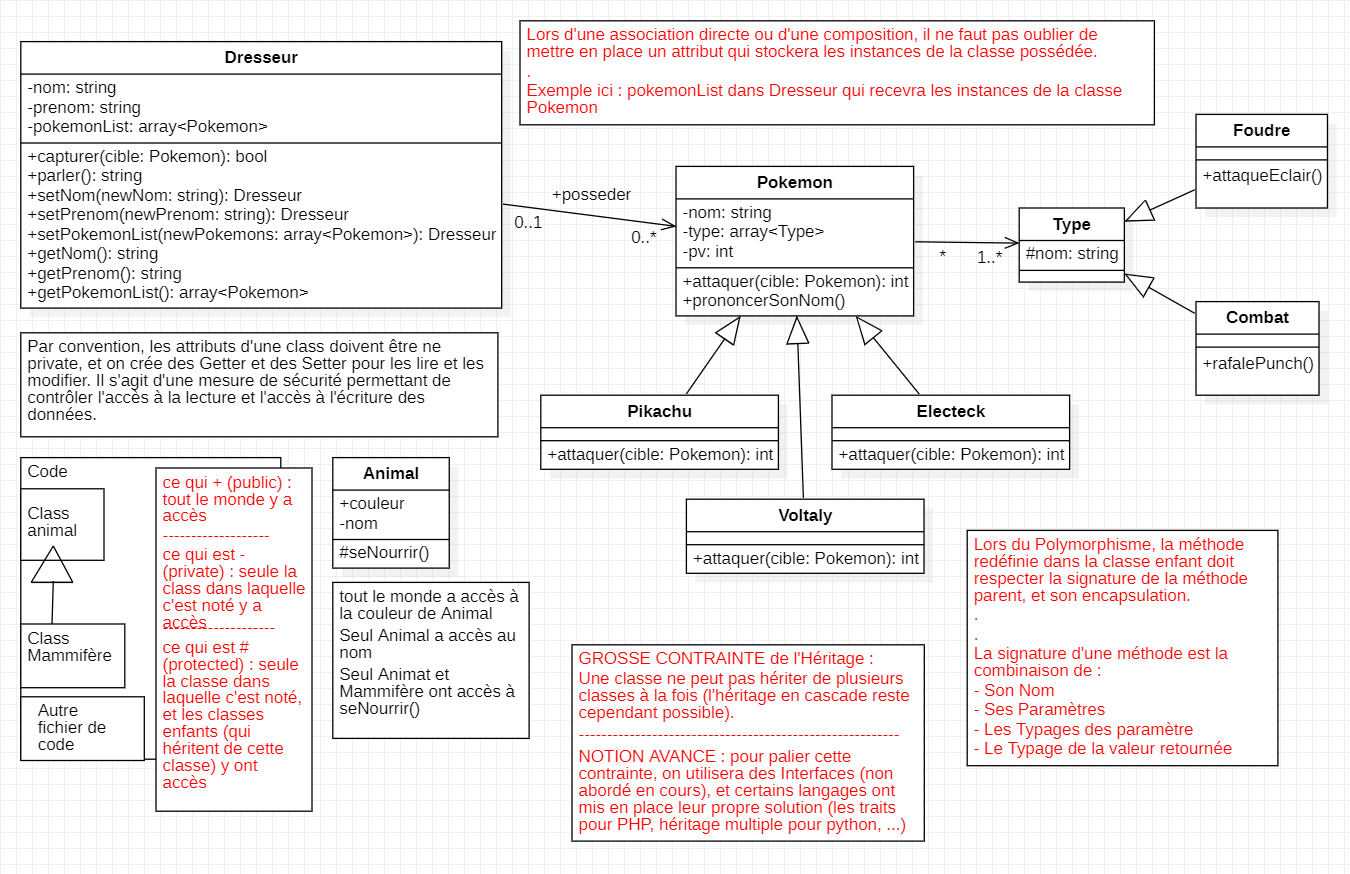 Dresseur
-nom: string
-prenom: string
-pokemonList: array<Pokemon>
+capturer(cible: Pokemon): bool
+parler(): string
+setNom(newNom: string): Dresseur
+setPrenom(newPrenom: string): Dresseur
+setPokemonList(newPokemons: array<Pokemon>): Dresseur
+getNom(): string
+getPrenom(): string
+getPokemonList(): array<Pokemon>
Lors d'une association directe ou d'une composition, il ne faut pas oublier de
mettre en place un attribut qui stockera les instances de la classe possédée.
.
Exemple ici : pokemonList dans Dresseur qui recevra les instances de la classe
Pokemon
+posseder
0..1
0..*
Pokemon
-nom: string
-type: array<Type>
-pv: int
+attaquer(cible: Pokemon): int
+prononcerSonNom()
*
1..*
Type
#nom: string
Foudre
+attaqueEclair()
Combat
+rafalePunch()
Pikachu
+attaquer(cible: Pokemon): int
Electeck
+attaquer(cible: Pokemon): int
Voltaly
+attaquer(cible: Pokemon): int
Par convention, les attributs d'une class doivent être ne
private, et on crée des Getter et des Setter pour les lire et les
modifier. Il s'agit d'une mesure de sécurité permettant de
contrôler l'accès à la lecture et l'accès à l'écriture des
données.
Code
Class
animal
Class
Mammifère
Autre
fichier de
code
ce qui + (public) :
tout le monde y a
accès
-------------------
ce qui est -
(private) : seule la
class dans laquelle
c'est noté y a
accès
--------------------
ce qui est #
(protected) : seule
la classe dans
laquelle c'est noté,
et les classes
enfants (qui
héritent de cette
classe) y ont
accès
Animal
+couleur
-nom
#seNourrir()
tout le monde a accès à
la couleur de Animal
Seul Animal a accès au
nom
Seul Animat et
Mammifère ont accès à
seNourrir()
GROSSE CONTRAINTE de l'Héritage :
Une classe ne peut pas hériter de plusieurs
classes à la fois (l'héritage en cascade reste
cependant possible).
---------------------------------------------------------
NOTION AVANCE : pour palier cette
contrainte, on utilisera des Interfaces (non
abordé en cours), et certains langages ont
mis en place leur propre solution (les traits
pour PHP, héritage multiple pour python, ...)
Lors du Polymorphisme, la méthode
redéfinie dans la classe enfant doit
respecter la signature de la méthode
parent, et son encapsulation.
.
.
La signature d'une méthode est la
combinaison de :
- Son Nom
- Ses Paramètres
- Les Typages des paramètre
- Le Typage de la valeur retournée